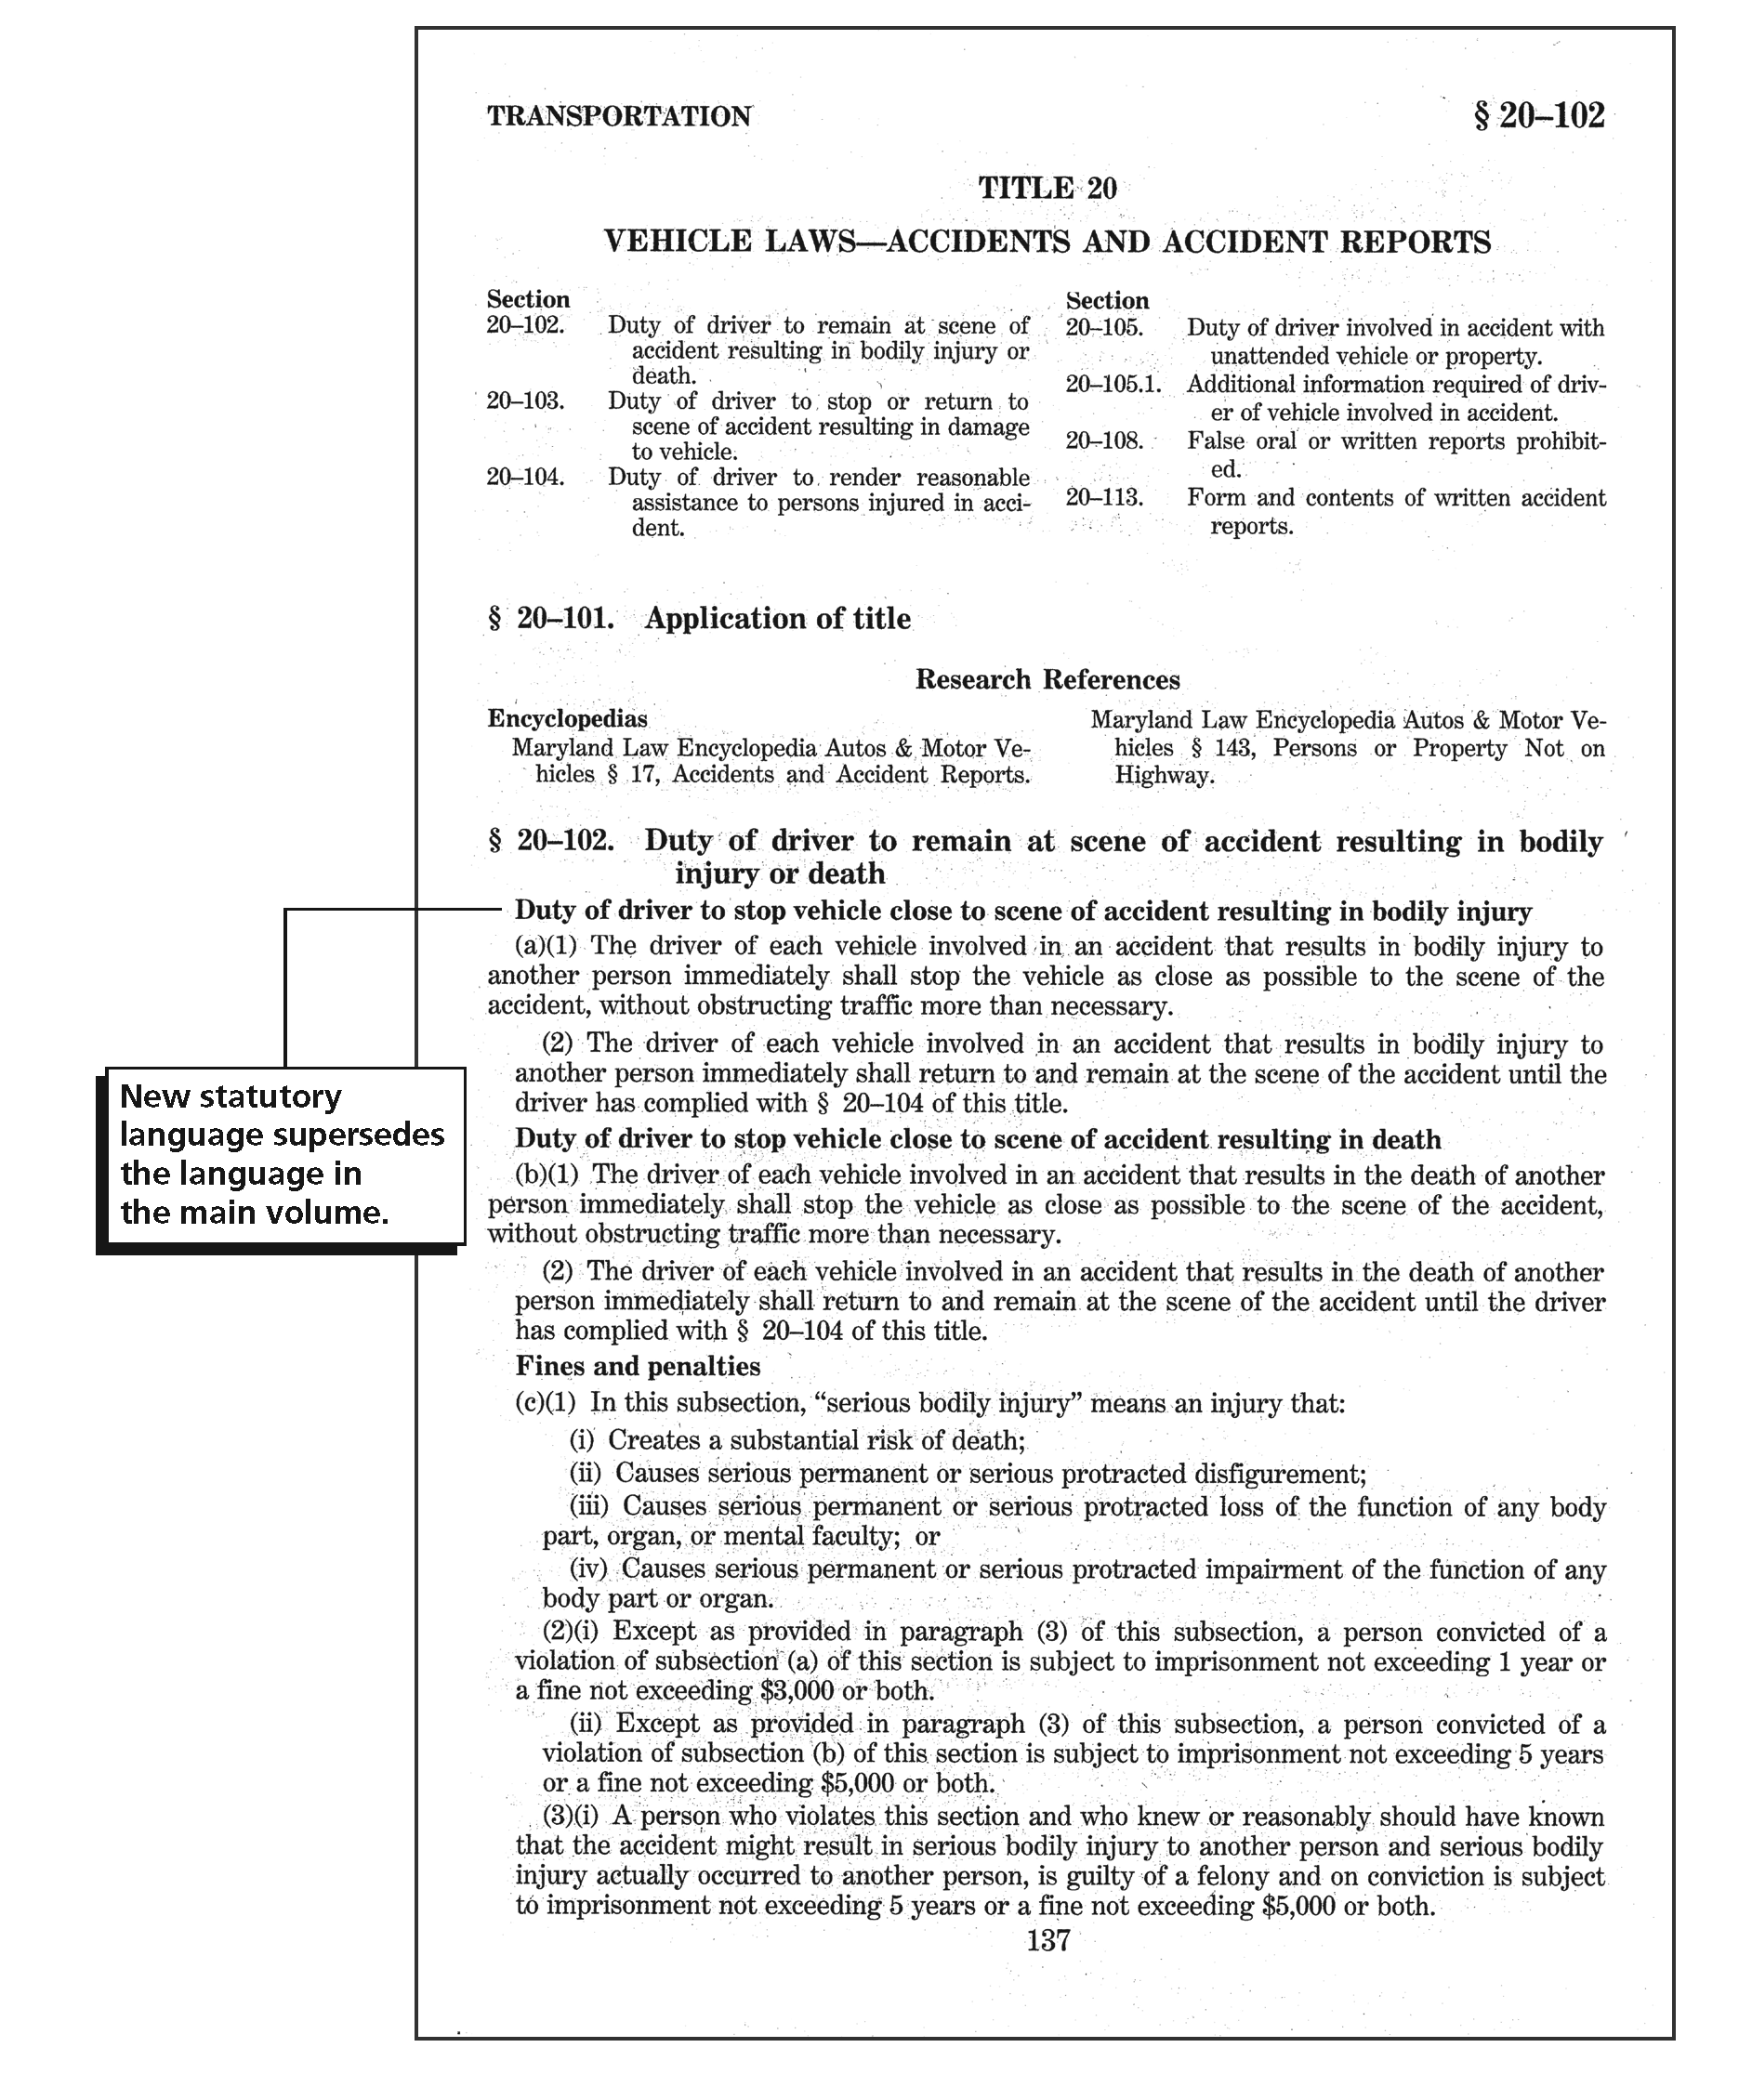 TRANSPORTATION
§ 20–102
TITLE 20
VEHICLE LAWS—ACCIDENTS AND ACCIDENT REPORTS
Section
20–102. Duty of driver to remain at scene of
accident resulting in bodily injury or
death.
20–103. Duty of driver to stop or return to
scene of accident resulting in damage
to vehicle.
20–104. Duty of driver to render reasonable
assistance to persons injured in acci-
dent.
Section
20–105. Duty of driver involved in accident with
unattended vehicle or property.
20–105.1. Additional information required of driv-
er of vehicle involved in accident.
20–108. False oral or written reports prohibit-
ed.
20–113. Form and contents of written accident
reports.
§ 20–101. Application of title
Research References
Encyclopedias
Maryland Law Encyclopedia Autos & Motor Ve-
hicles § 17, Accidents and Accident Reports.
Maryland Law Encyclopedia Autos & Motor Ve-
hicles § 143, Persons or Property Not on
Highway.
§ 20–102. Duty of driver to remain at scene of accident resulting in bodily
injury or death
Duty of driver to stop vehicle close to scene of accident resulting in bodily injury
(a)(1) The driver of each vehicle involved in an accident that results in bodily injury to
another person immediately shall stop the vehicle as close as possible to the scene of the
accident, without obstructing traffic more than necessary.
(2) The driver of each vehicle involved in an accident that results in bodily injury to
another person immediately shall return to and remain at the scene of the accident until the
driver has complied with § 20–104 of this title.
Duty of driver to stop vehicle close to scene of accident resulting in death
(b)(1) The driver of each vehicle involved in an accident that results in the death of another
person immediately shall stop the vehicle as close as possible to the scene of the accident,
without obstructing traffic more than necessary.
(2) The driver of each vehicle involved in an accident that results in the death of another
person immediately shall return to and remain at the scene of the accident until the driver
has complied with § 20–104 of this title.
Fines and penalties
(c)(1) In this subsection, “serious bodily injury” means an injury that:
(i) Creates a substantial risk of death;
(ii) Causes serious permanent or serious protracted disfigurement;
(iii) Causes serious permanent or serious protracted loss of the function of any body
part, organ, or mental faculty; or
(iv) Causes serious permanent or serious protracted impairment of the function of any
body part or organ.
(2)(i) Except as provided in paragraph (3) of this subsection, a person convicted of a
violation of subsection (a) of this section is subject to imprisonment not exceeding 1 year or
a fine not exceeding $3,000 or both.
(ii) Except as provided in paragraph (3) of this subsection, a person convicted of a
violation of subsection (b) of this section is subject to imprisonment not exceeding 5 years
or a fine not exceeding $5,000 or both.
(3)(i) A person who violates this section and who knew or reasonably should have known
that the accident might result in serious bodily injury to another person and serious bodily
injury actually occurred to another person, is guilty of a felony and on conviction is subject
to imprisonment not exceeding 5 years or a fine not exceeding $5,000 or both.
137
New statutory
language supersedes
the language in
the main volume.